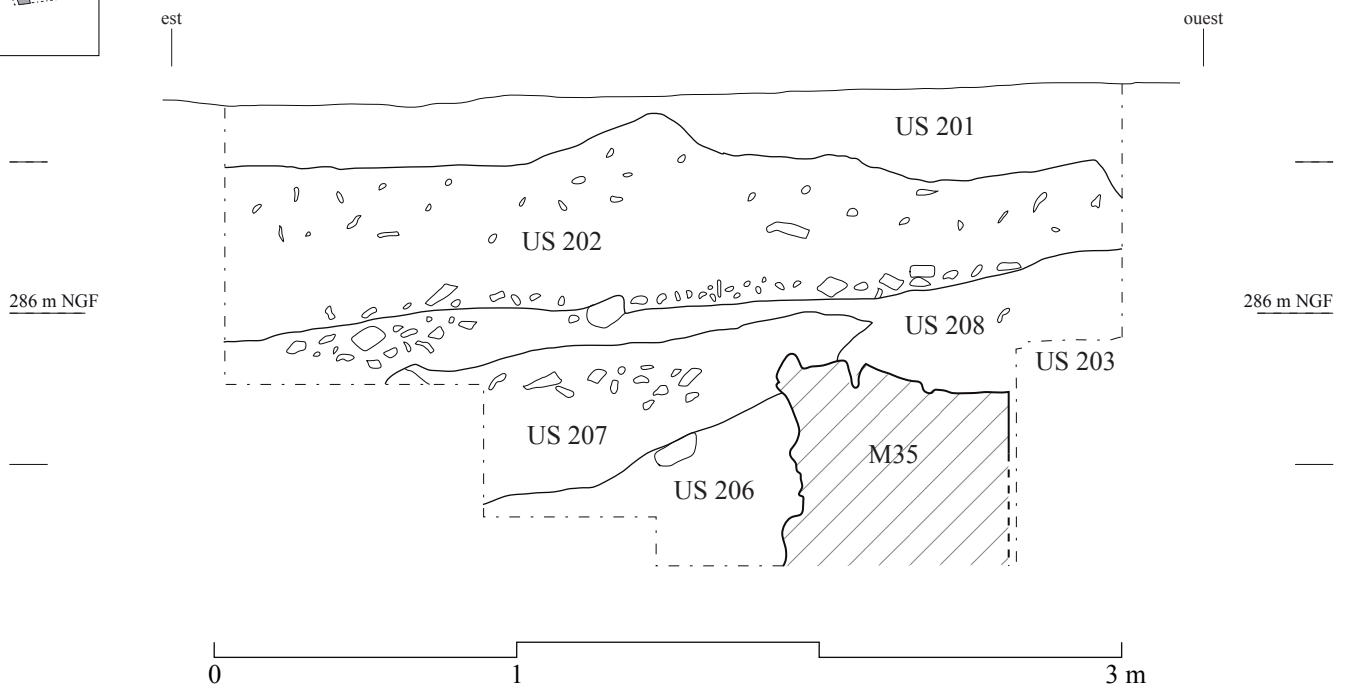 est
ouest
US 201
US 202
286 m NGF
286 m NGF
US 208
US 203
US 207
M35
US 206
0
1
3 m